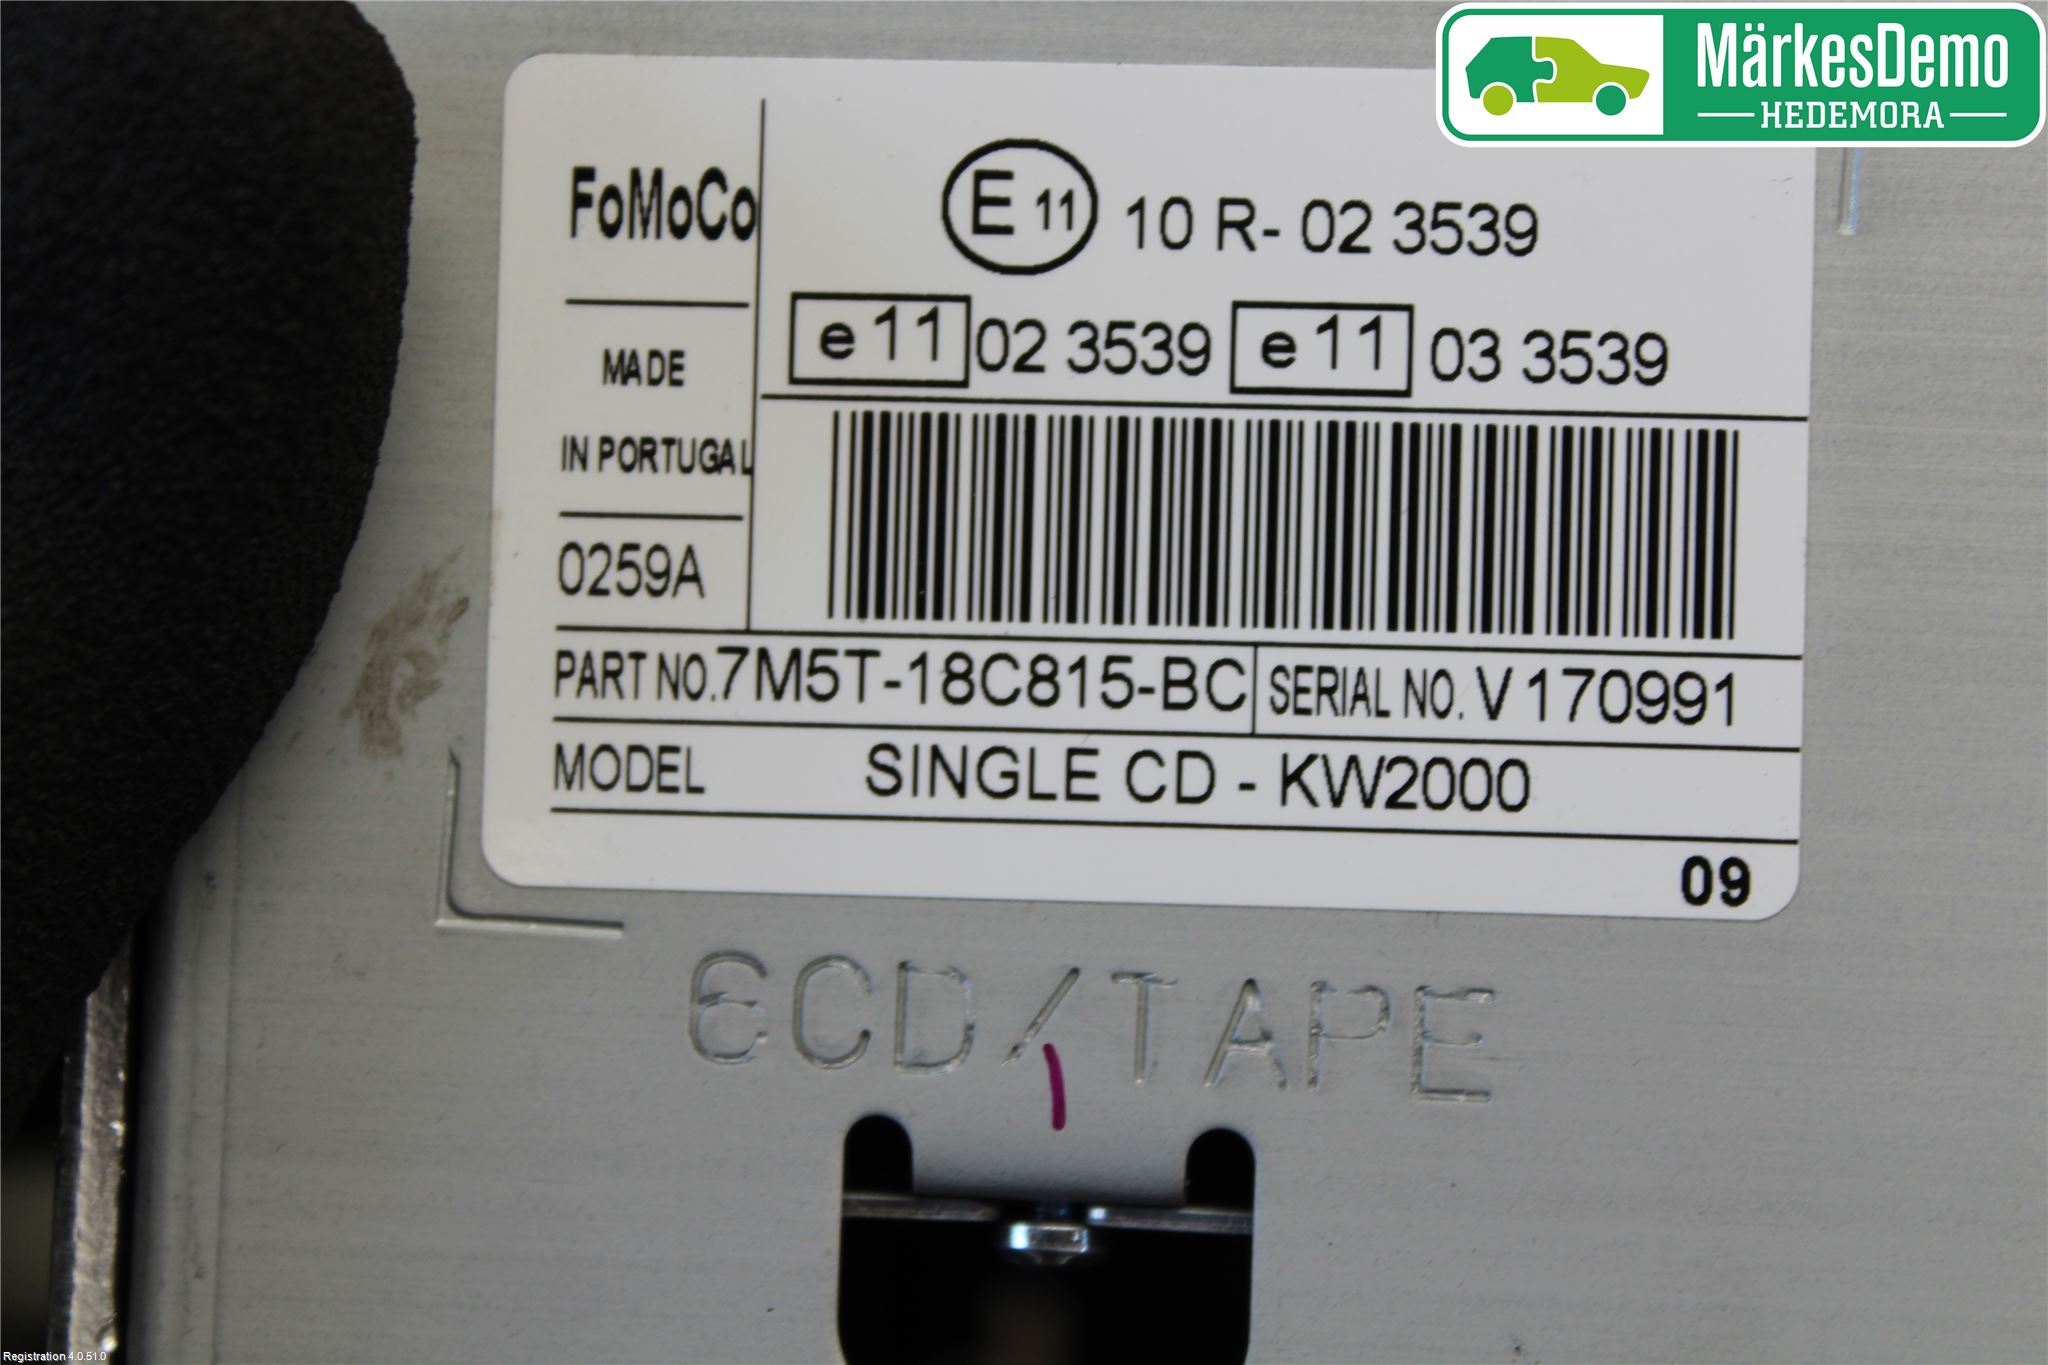 MärkesDemo
HEDEMORA
FoMoCo
E 11 10 R- 02 3539
e 11 02 3539 e 11 03 3539
MADE
IN PORTUGAL
0259A
PART NO. 7M5T-18C815-BC SERIAL NO. V170991
MODEL SINGLE CD - KW2000
09
6CD/TAPE
Registration 4.0.51.0